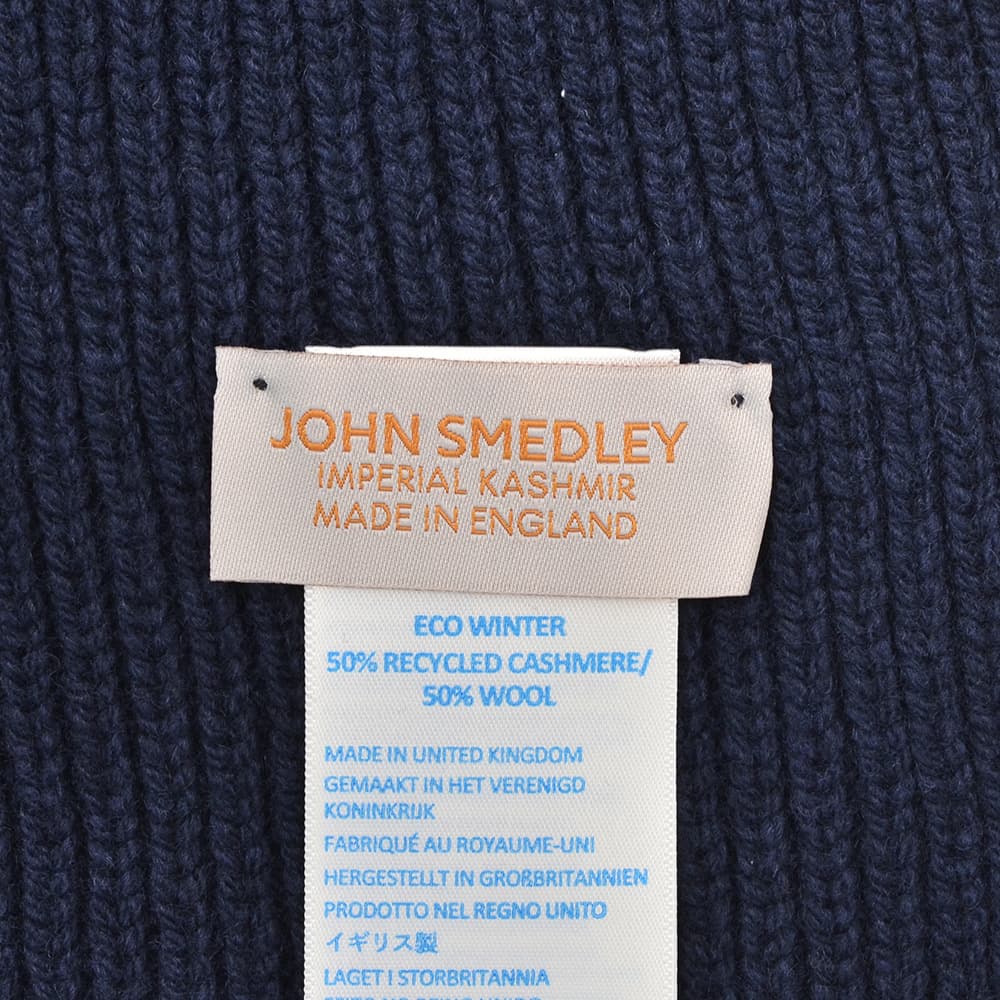 JOHN SMEDLEY
IMPERIAL KASHMIR
MADE IN ENGLAND
ECO WINTER
50% RECYCLED CASHMERE/
50% WOOL
MADE IN UNITED KINGDOM
GEMAAKT IN HET VERENIGD
KONINKRIJK
FABRIQUÉ AU ROYAUME-UNI
HERGESTELLT IN GROẞBRITANNIEN
PRODOTTO NEL REGNO UNITO
イギリス製
LAGET I STORBRITANNIA